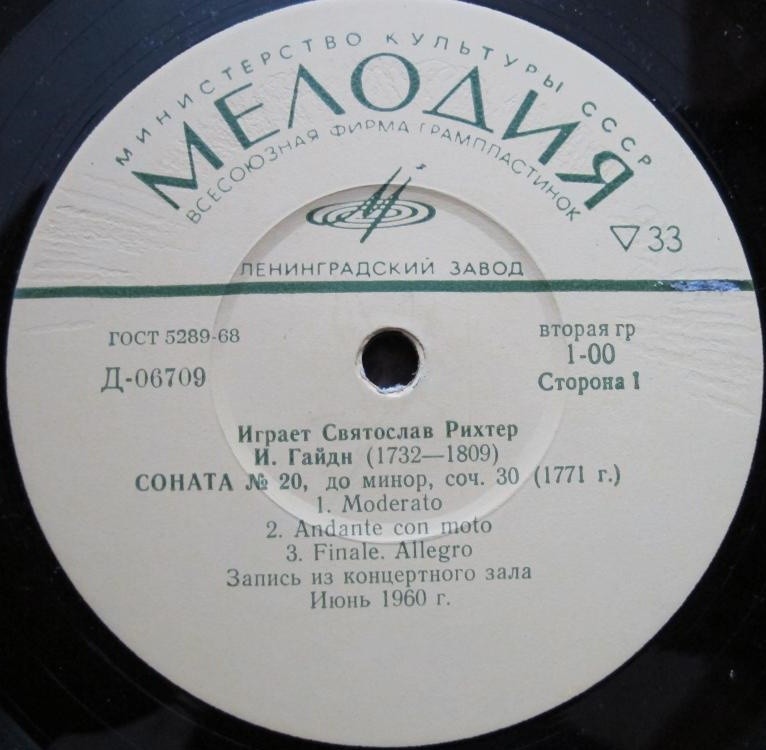 МИНИСТЕРСТВО КУЛЬТУРЫ СССР
МЕЛОДИЯ
ВСЕСОЮЗНАЯ ФИРМА ГРАМПЛАСТИНОК
33
ЛЕНИНГРАДСКИЙ ЗАВОД
ГОСТ 5289-68
Д-06709
вторая гр
1-00
Сторона 1
Играет Святослав Рихтер
И. Гайдн (1732—1809)
СОНАТА № 20, до минор, соч. 30 (1771 г.)
1. Moderato
2. Andante con moto
3. Finale. Allegro
Запись из концертного зала
Июнь 1960 г.